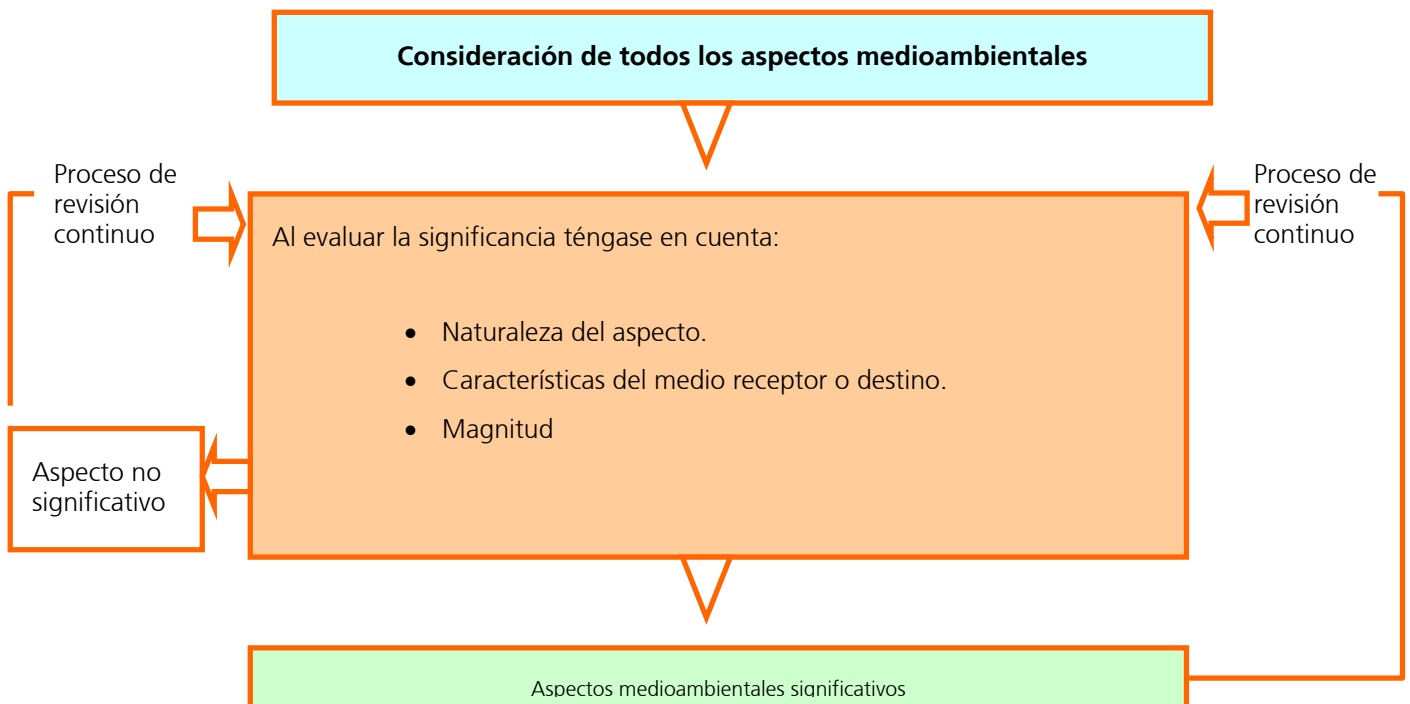 Consideración de todos los aspectos medioambientales
Proceso de
revisión
continuo
Proceso de
revisión
continuo
Al evaluar la significancia téngase en cuenta:
• Naturaleza del aspecto.
• Características del medio receptor o destino.
• Magnitud
Aspecto no
significativo
Aspectos medioambientales significativos